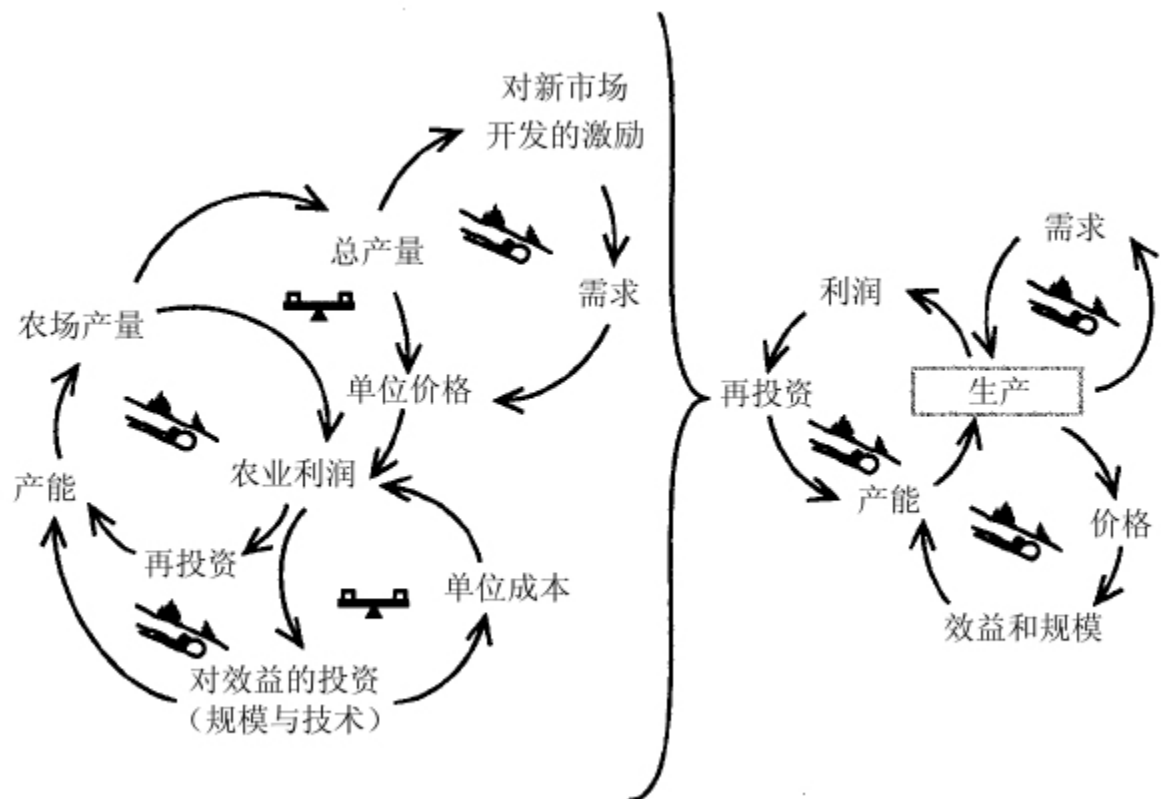 对新市场
开发的激励
总产量
需求
农场产量
单位价格
农业利润
产能
再投资
单位成本
对效益的投资
（规模与技术）
需求
利润
再投资
生产
产能
价格
效益和规模